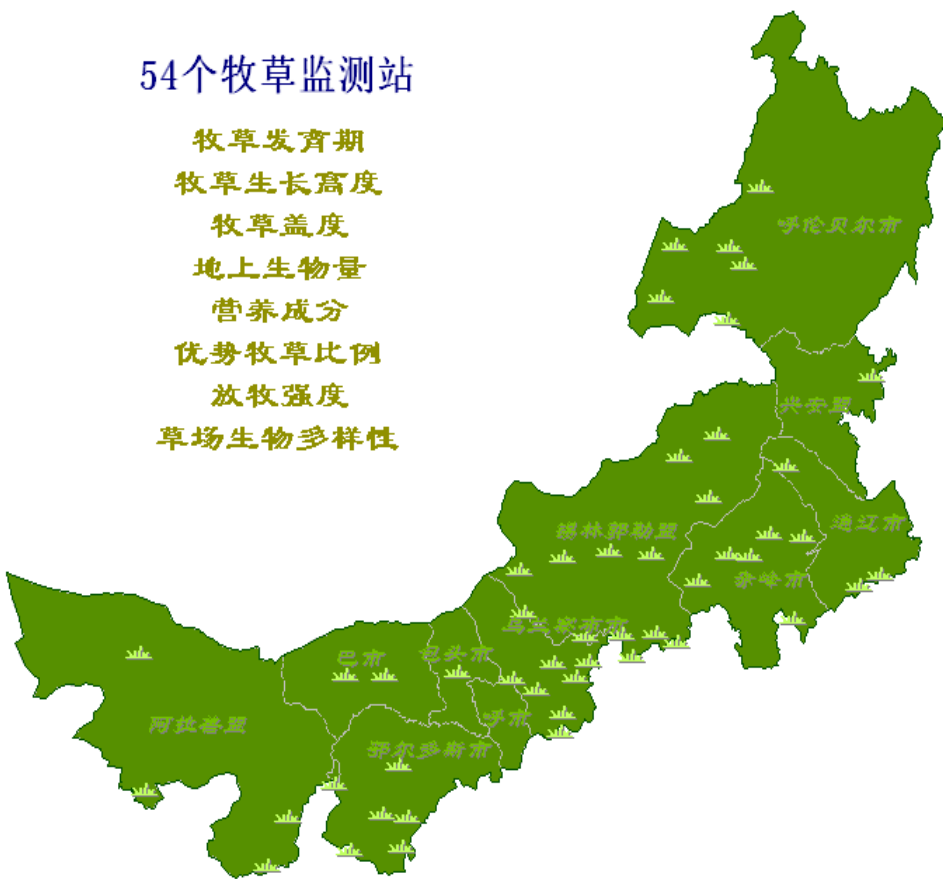 54个牧草监测站
牧草发育期
牧草生长高度
牧草盖度
地上生物量
营养成分
优势牧草比例
放牧强度
草场生物多样性
呼伦贝尔市
兴安盟
通辽市
锡林郭勒盟
赤峰市
乌兰察布市
包头市
巴市
呼市
阿拉善盟
鄂尔多斯市